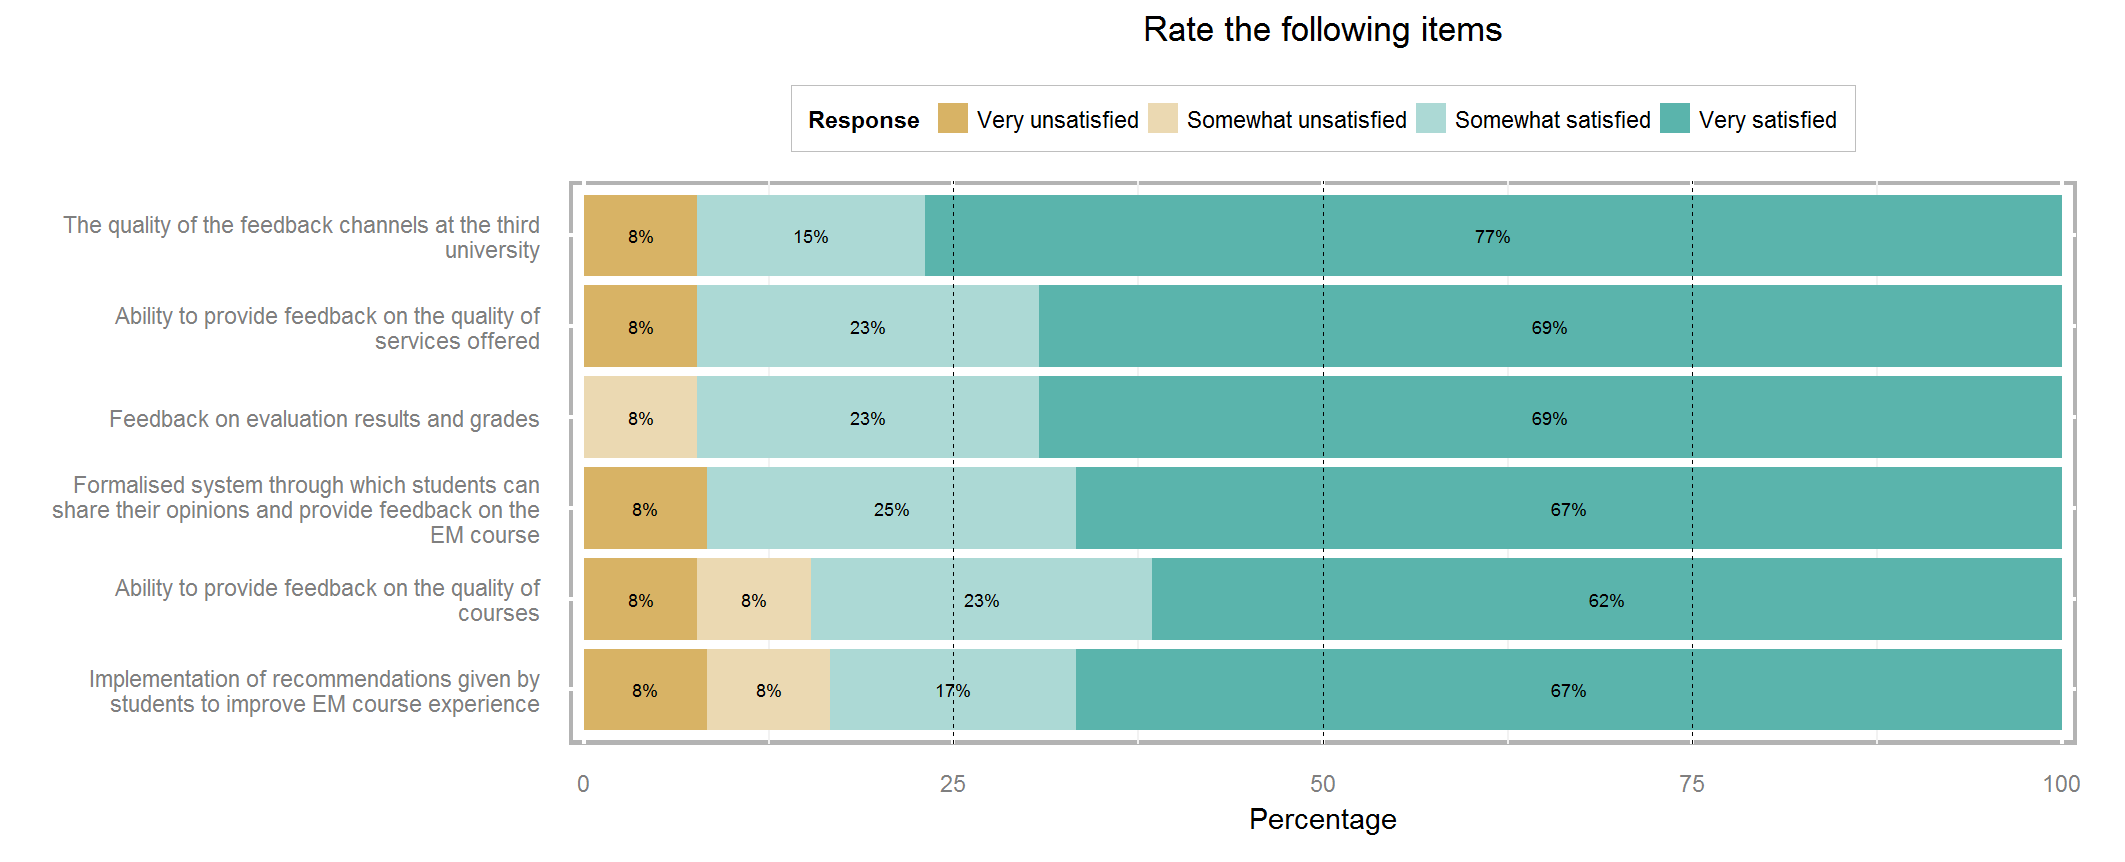 Rate the following items
Response Very unsatisfied Somewhat unsatisfied Somewhat satisfied Very satisfied
The quality of the feedback channels at the third
university
8% 15% 77%
Ability to provide feedback on the quality of
services offered
8% 23% 69%
Feedback on evaluation results and grades
8% 23% 69%
Formalised system through which students can
share their opinions and provide feedback on the
EM course
8% 25% 67%
Ability to provide feedback on the quality of
courses
8% 8% 23% 62%
Implementation of recommendations given by
students to improve EM course experience
8% 8% 17% 67%
0 25 50 75 100
Percentage